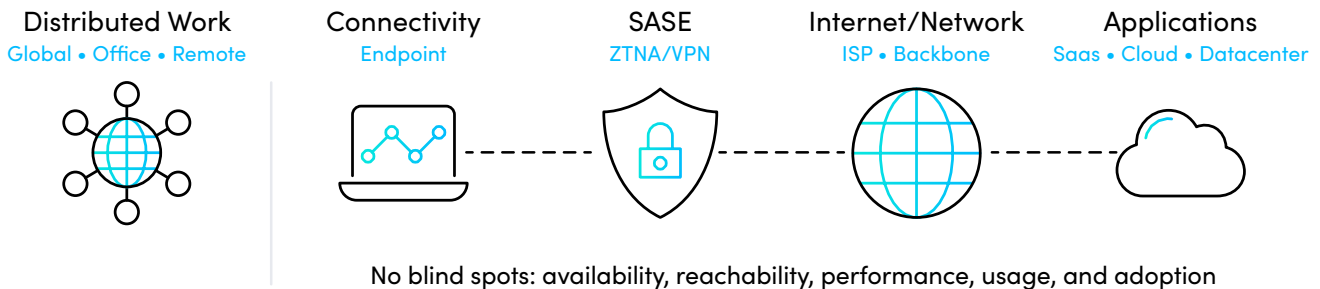 Distributed Work
Global • Office • Remote
Connectivity
Endpoint
SASE
ZTNA/VPN
Internet/Network
ISP • Backbone
Applications
Saas • Cloud • Datacenter
No blind spots: availability, reachability, performance, usage, and adoption